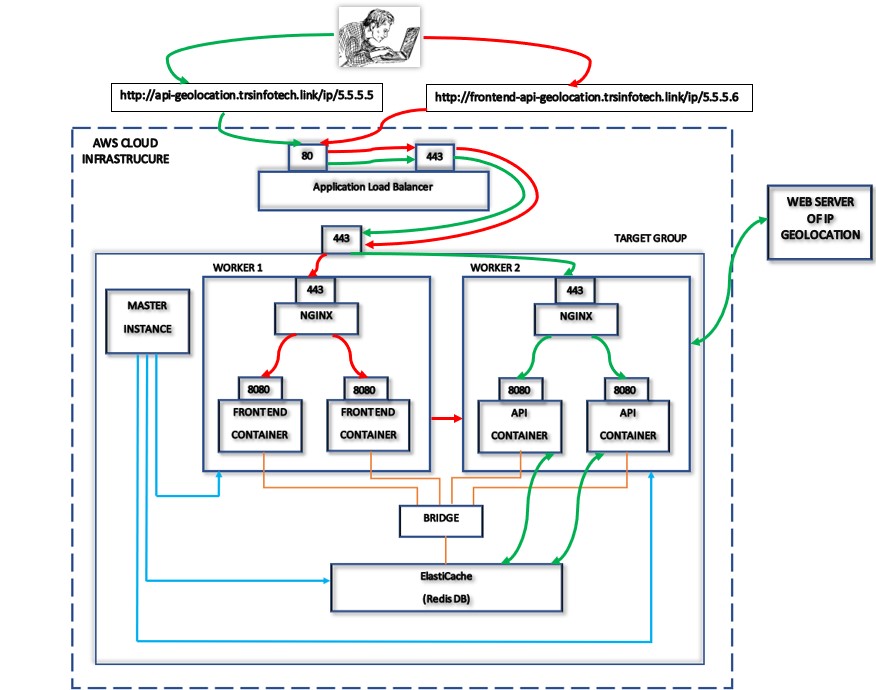 http://api-geolocation.trsinfotech.link/ip/5.5.5.5
http://frontend-api-geolocation.trsinfotech.link/ip/5.5.5.6
AWS CLOUD
INFRASTRUCURE
80
443
Application Load Balancer
WEB SERVER
OF IP
GEOLOCATION
443
TARGET GROUP
WORKER 1
WORKER 2
MASTER
INSTANCE
443
NGINX
443
NGINX
8080
FRONTEND
CONTAINER
8080
FRONTEND
CONTAINER
8080
API
CONTAINER
8080
API
CONTAINER
BRIDGE
ElastiCache
(Redis DB)